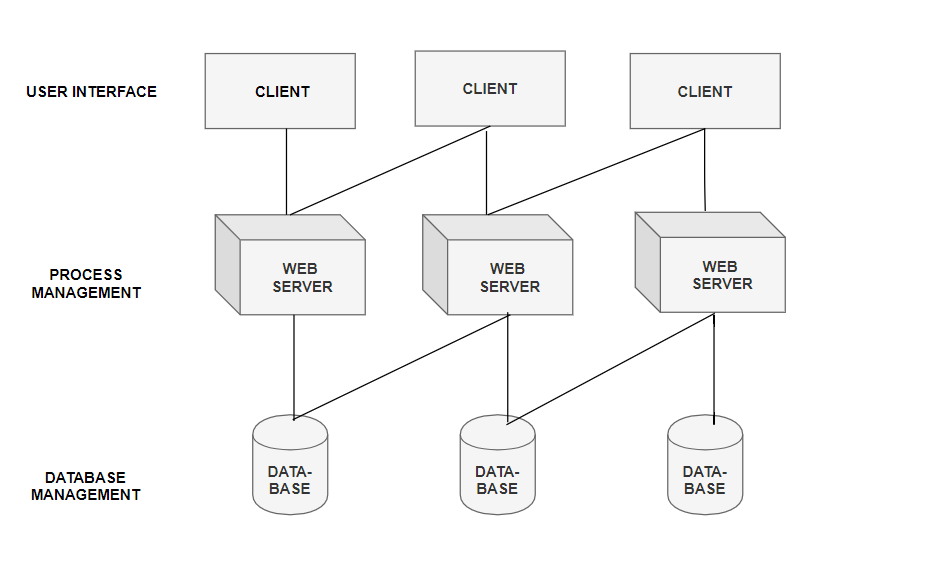 USER INTERFACE
CLIENT
CLIENT
CLIENT
PROCESS
MANAGEMENT
WEB
SERVER
WEB
SERVER
WEB
SERVER
DATABASE
MANAGEMENT
DATA-
BASE
DATA-
BASE
DATA-
BASE